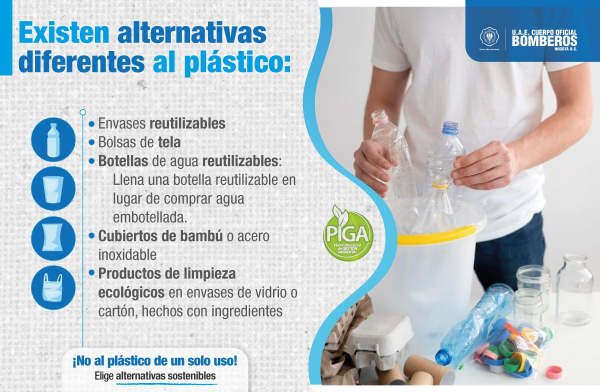 Existen alternativas
diferentes al plástico:
U.A.E. CUERPO OFICIAL
BOMBEROS
BOGOTÁ D.C.
• Envases reutilizables
• Bolsas de tela
• Botellas de agua reutilizables:
Llena una botella reutilizable en
lugar de comprar agua
embotellada.
• Cubiertos de bambú o acero
inoxidable
• Productos de limpieza
ecológicos en envases de vidrio o
cartón, hechos con ingredientes
PIGA
¡No al plástico de un solo uso!
Elige alternativas sostenibles